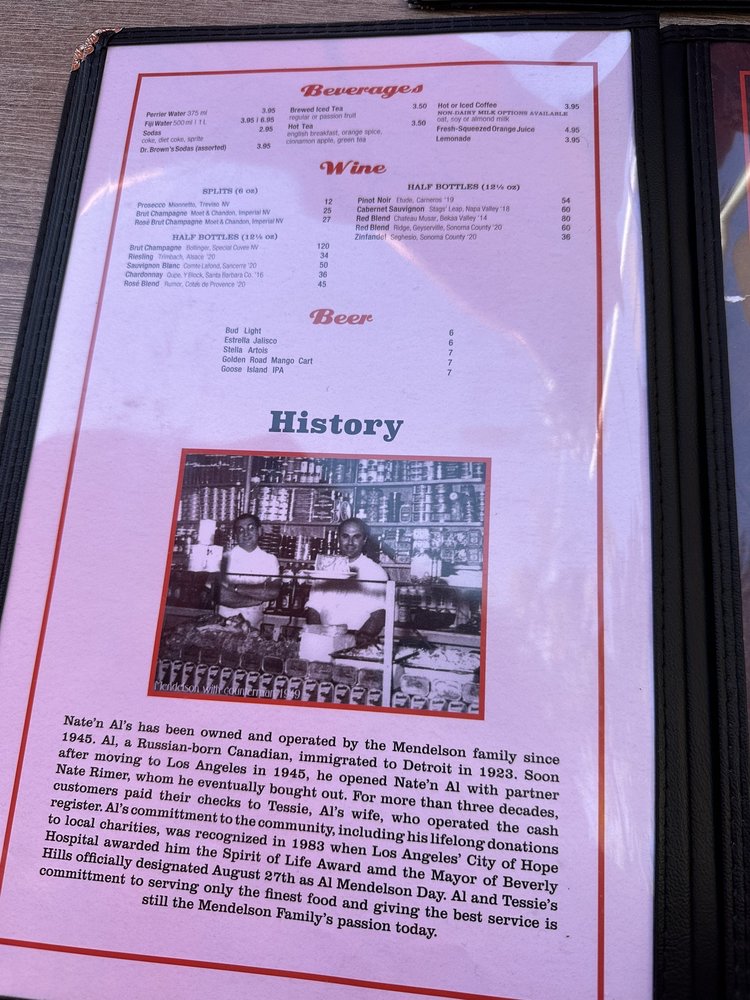 Beverages
Perrier Water 375 ml 3.95
Fiji Water 500 ml | 1 L 3.95 | 6.95
Sodas 2.95
coke, diet coke, sprite
Dr. Brown's Sodas (assorted) 3.95
Brewed Iced Tea 3.50
regular or passion fruit
Hot Tea 3.50
english breakfast, orange spice,
cinnamon apple, green tea
Hot or Iced Coffee 3.95
NON-DAIRY MILK OPTIONS AVAILABLE
oat, soy or almond milk
Fresh-Squeezed Orange Juice 4.95
Lemonade 3.95
Wine
SPLITS (6 oz)
Prosecco Mionnetto, Treviso NV 12
Brut Champagne Moet & Chandon, Imperial NV 25
Rosé Brut Champagne Moet & Chandon, Imperial NV 27
HALF BOTTLES (12½ oz)
Brut Champagne Bollinger, Special Cuvee NV 120
Riesling Trimbach, Alsace '20 34
Sauvignon Blanc Comte Lafond, Sancerre '20 50
Chardonnay Y Block, Santa Barbara Co. '16 36
Rosé Blend Rumor, Cotés de Provence '20 45
HALF BOTTLES (12½ oz)
Pinot Noir Etude, Carneros '19 54
Cabernet Sauvignon Stags' Leap, Napa Valley '18 60
Red Blend Chateau Musar, Bekaa Valley '14 80
Red Blend Ridge, Geyserville, Sonoma County '20 60
Zinfandel Seghesio, Sonoma County '20 36
Beer
Bud Light 6
Estrella Jalisco 6
Stella Artois 7
Golden Road Mango Cart 7
Goose Island IPA 7
History
Mendelson with counterman 1949
Nate'n Al's has been owned and operated by the Mendelson family since
1945. Al, a Russian-born Canadian, immigrated to Detroit in 1923. Soon
after moving to Los Angeles in 1945, he opened Nate'n Al with partner
Nate Rimer, whom he eventually bought out. For more than three decades,
customers paid their checks to Tessie, Al's wife, who operated the cash
register. Al's committment to the community, including his lifelong donations
to local charities, was recognized in 1983 when Los Angeles' City of Hope
Hospital awarded him the Spirit of Life Award amd the Mayor of Beverly
Hills officially designated August 27th as Al Mendelson Day. Al and Tessie's
commitment to serving only the finest food and giving the best service is
still the Mendelson Family's passion today.